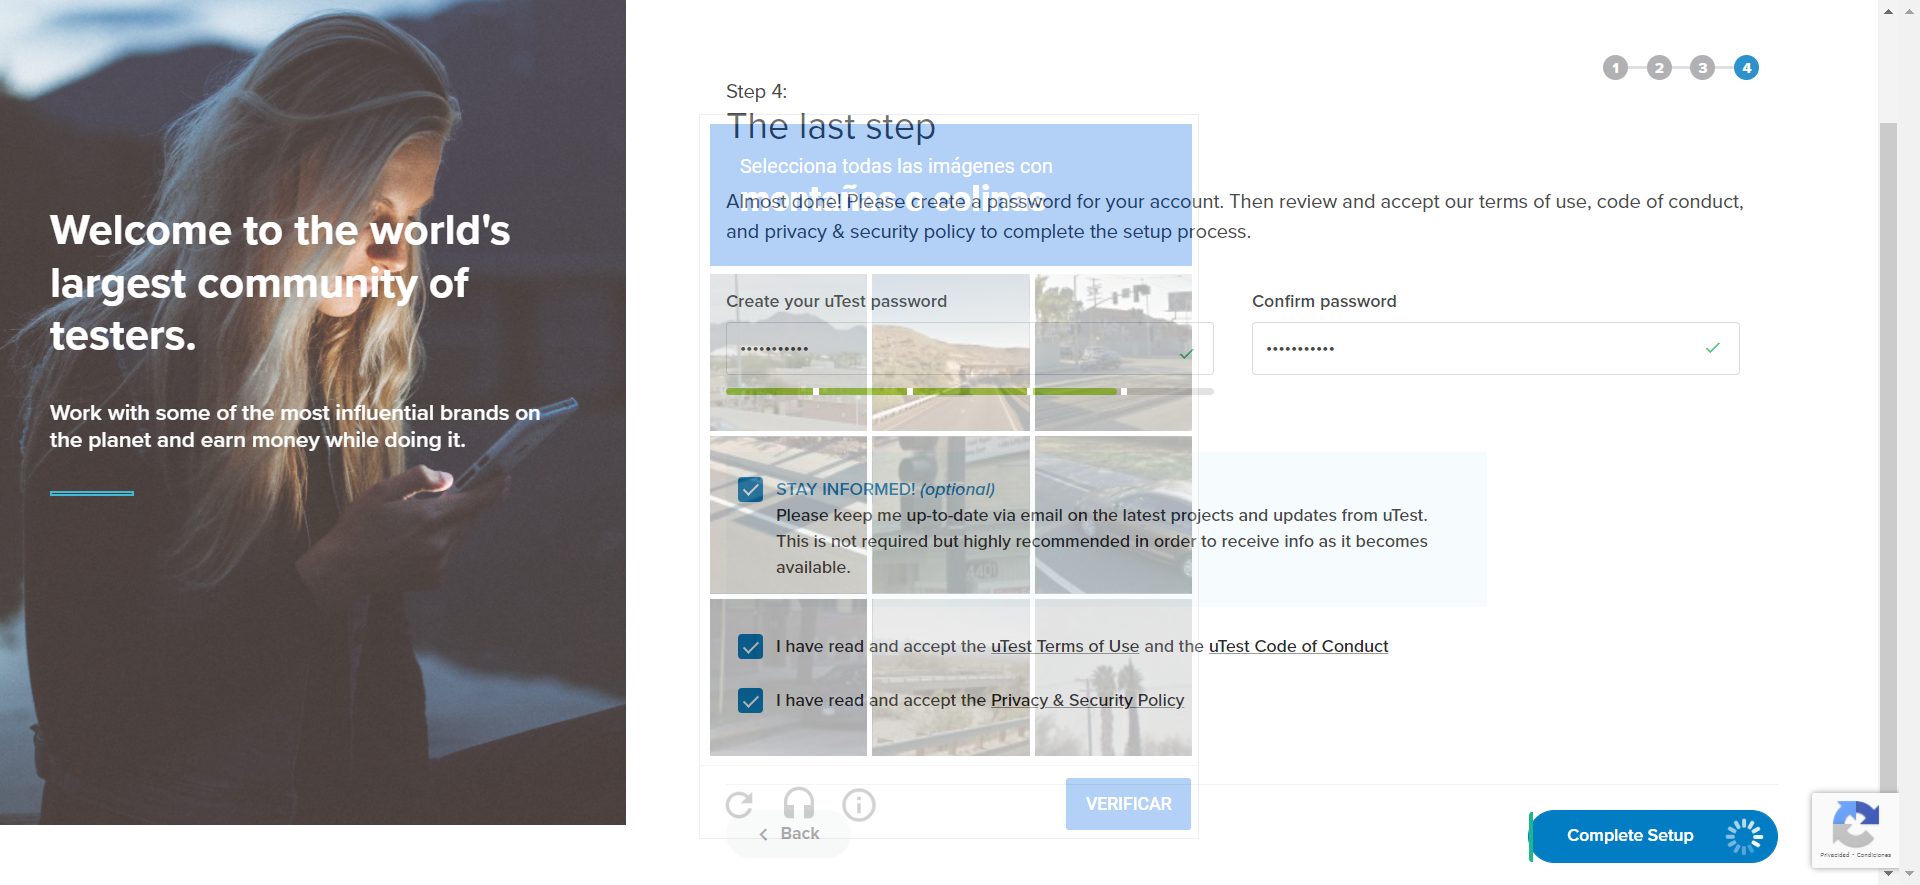 Welcome to the world's
largest community of
testers.
Work with some of the most influential brands on
the planet and earn money while doing it.
1 2 3 4
Step 4:
The last step
Selecciona todas las imágenes con
montañas o colinas
Almost done! Please create a password for your account. Then review and accept our terms of use, code of conduct,
and privacy & security policy to complete the setup process.
Create your uTest password
Confirm password
•••••••••••
•••••••••••
STAY INFORMED! (optional)
Please keep me up-to-date via email on the latest projects and updates from uTest.
This is not required but highly recommended in order to receive info as it becomes
available.
4401
I have read and accept the uTest Terms of Use and the uTest Code of Conduct
I have read and accept the Privacy & Security Policy
VERIFICAR
Back
Complete Setup
Privacidad - Condiciones